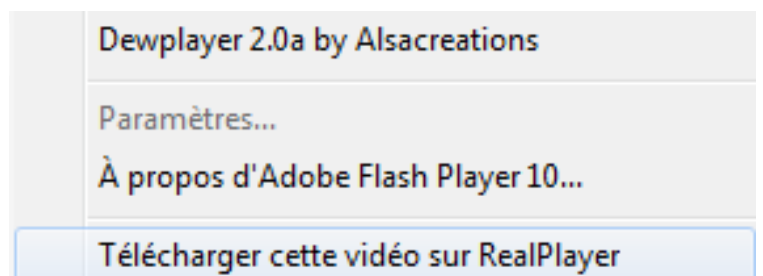 Dewplayer 2.0a by Alsacreations
Paramètres...
À propos d'Adobe Flash Player 10...
Télécharger cette vidéo sur RealPlayer